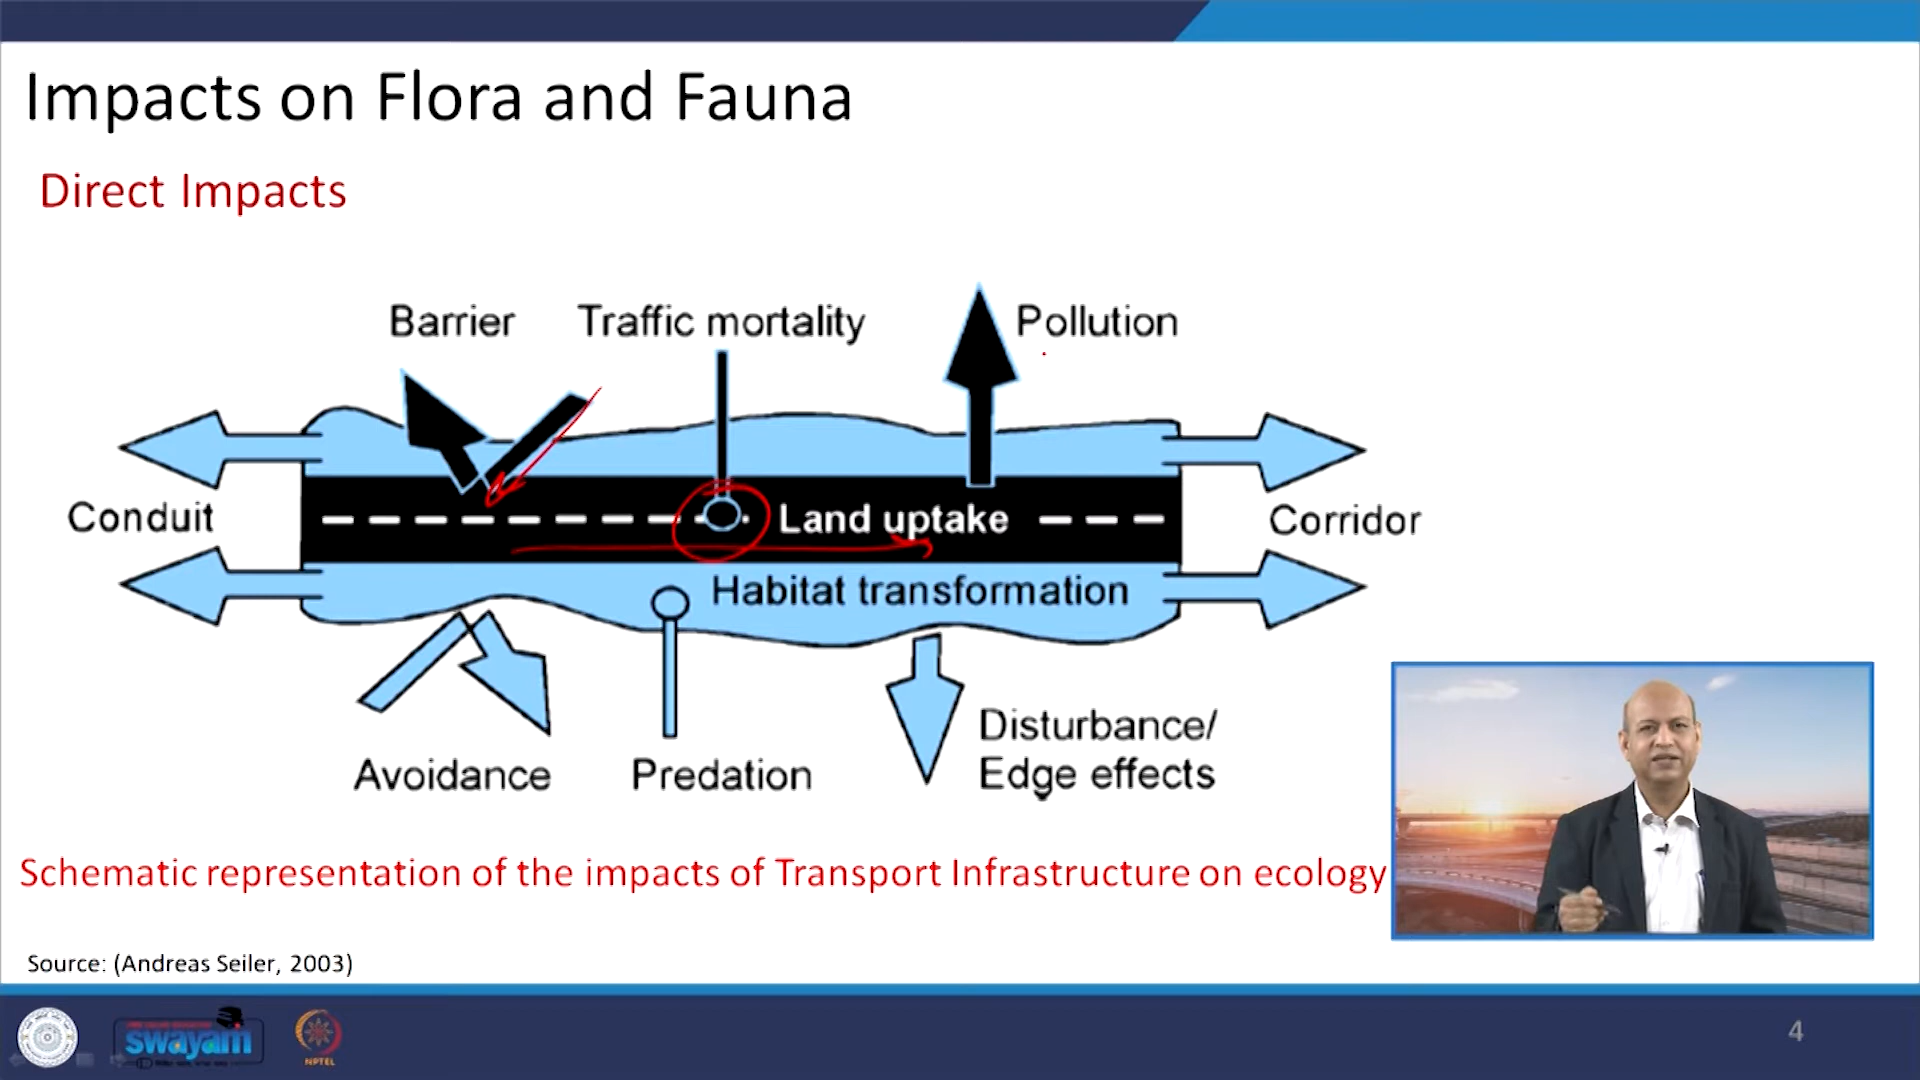 Impacts on Flora and Fauna
Direct Impacts
Barrier
Traffic mortality
Pollution
Conduit
Land uptake
Corridor
Habitat transformation
Avoidance
Predation
Disturbance/
Edge effects
Schematic representation of the impacts of Transport Infrastructure on ecology
Source: (Andreas Seiler, 2003)
swayam
NPTEL
4